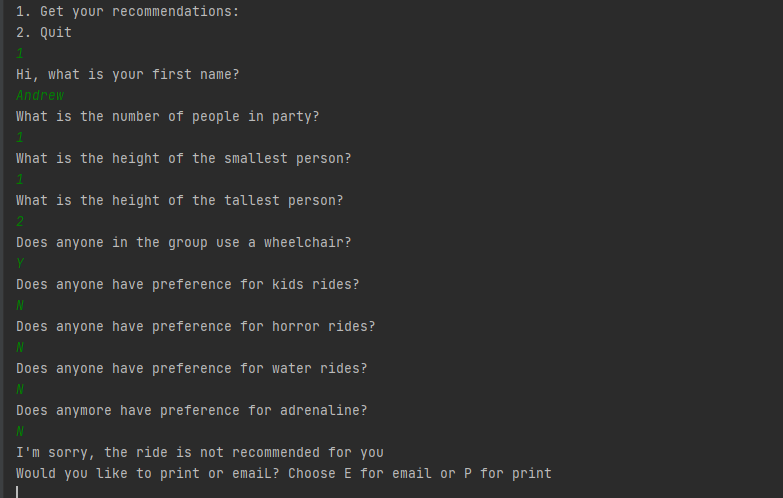 1. Get your recommendations:
2. Quit
1
Hi, what is your first name?
Andrew
What is the number of people in party?
1
What is the height of the smallest person?
1
What is the height of the tallest person?
2
Does anyone in the group use a wheelchair?
Y
Does anyone have preference for kids rides?
N
Does anyone have preference for horror rides?
N
Does anyone have preference for water rides?
N
Does anymore have preference for adrenaline?
N
I'm sorry, the ride is not recommended for you
Would you like to print or emaiL? Choose E for email or P for print